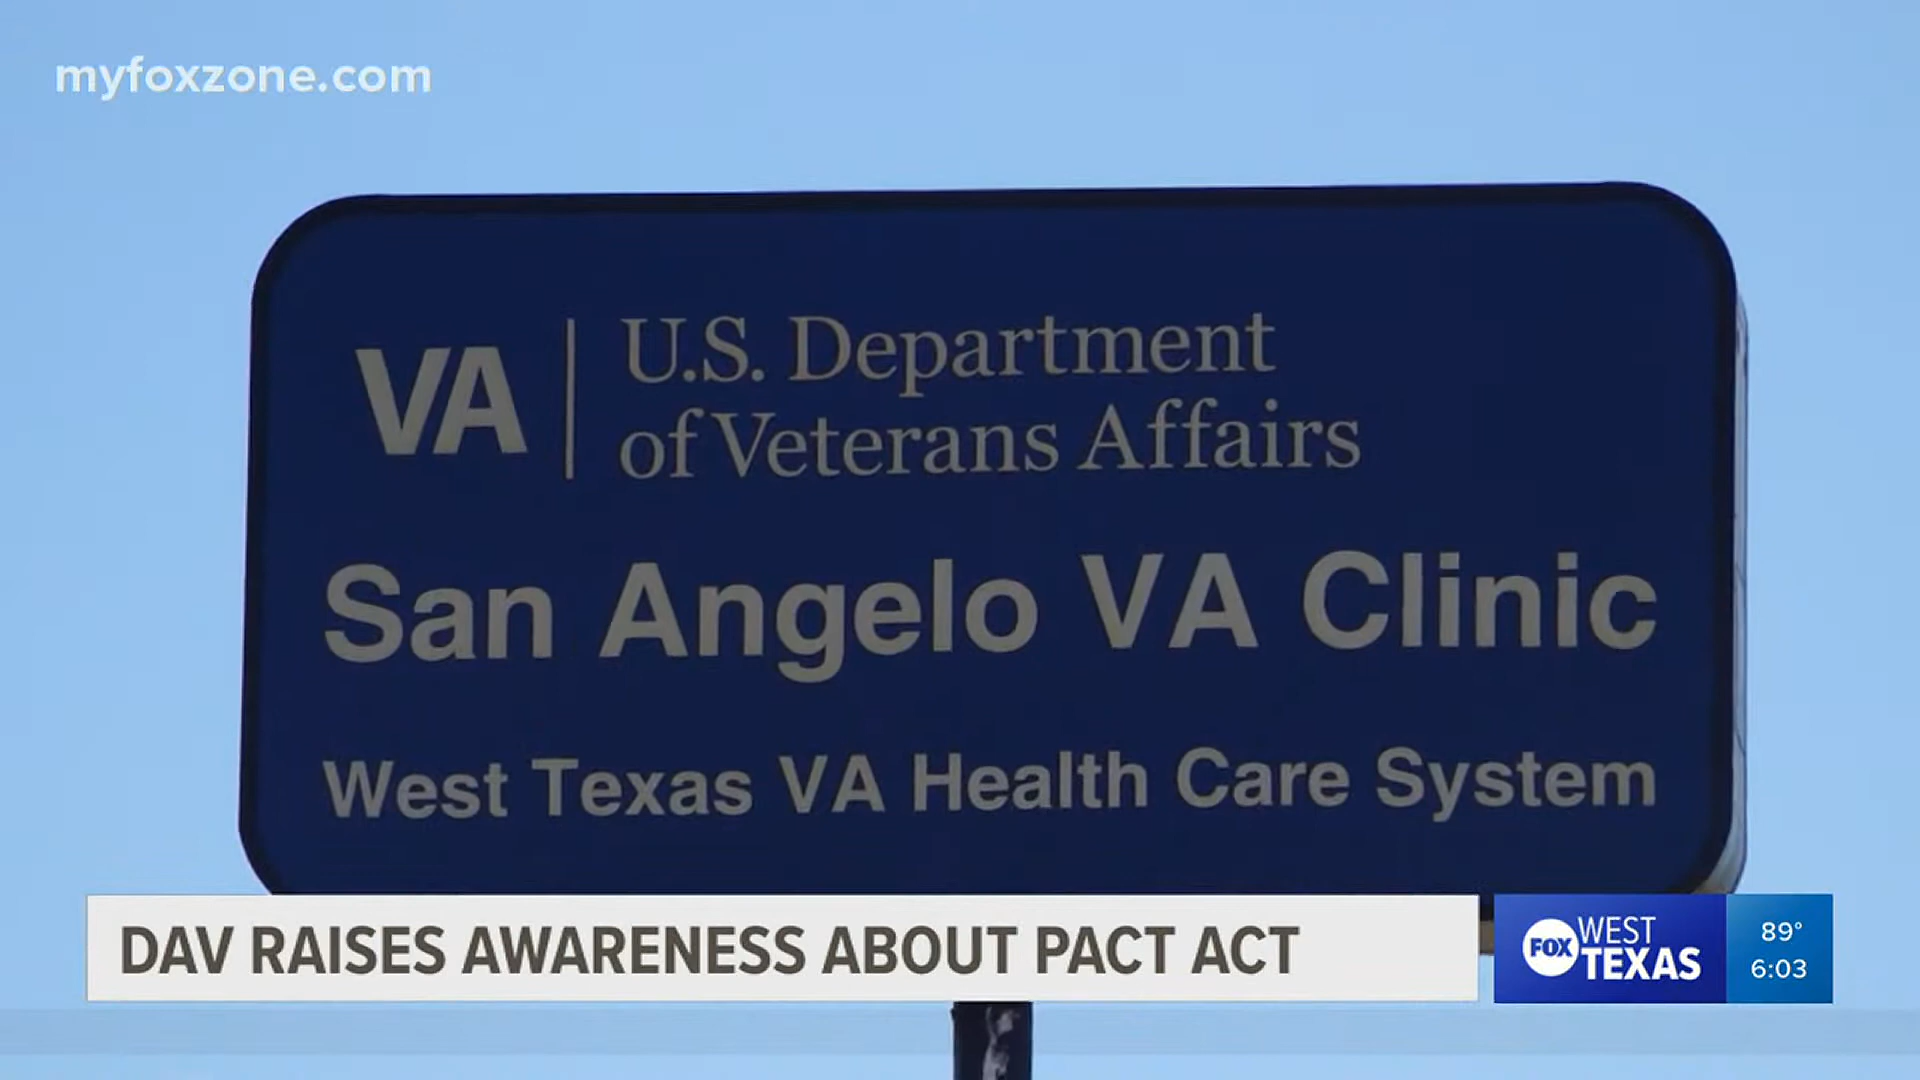 myfoxzone.com
VA
U.S. Department
of Veterans Affairs
San Angelo VA Clinic
West Texas VA Health Care System
DAV RAISES AWARENESS ABOUT PACT ACT
FOX
WEST
TEXAS
89°
6:03